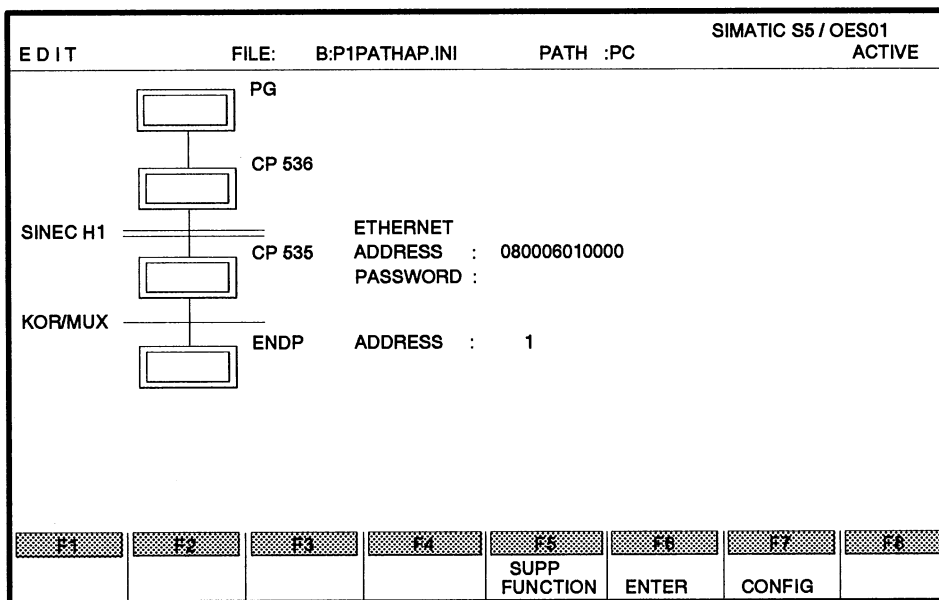 SIMATIC S5 / OES01
EDIT FILE: B:P1PATHAP.INI PATH :PC ACTIVE
PG
CP 536
SINEC H1
ETHERNET
CP 535 ADDRESS : 080006010000
PASSWORD :
KOR/MUX
ENDP ADDRESS : 1
F1 F2 F3 F4 F5 F6 F7 F8
SUPP
FUNCTION ENTER CONFIG